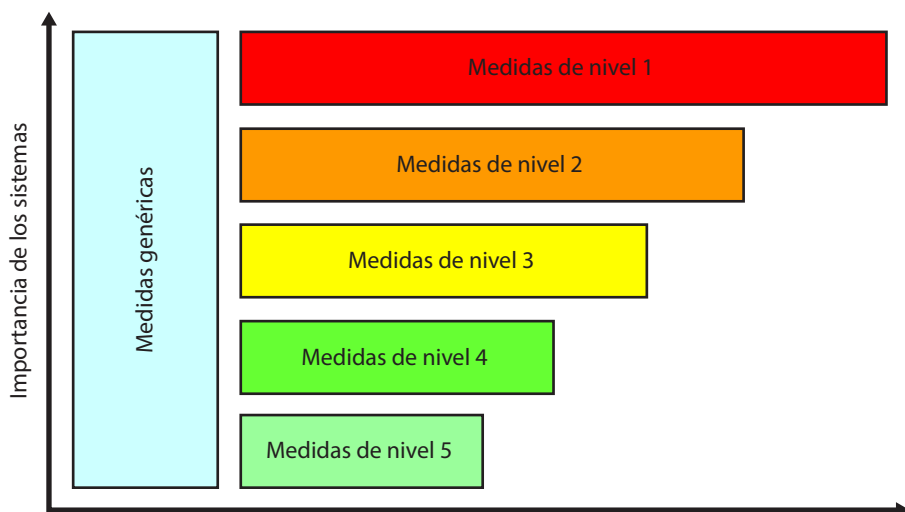 Importancia de los sistemas
Medidas genéricas
Medidas de nivel 1
Medidas de nivel 2
Medidas de nivel 3
Medidas de nivel 4
Medidas de nivel 5